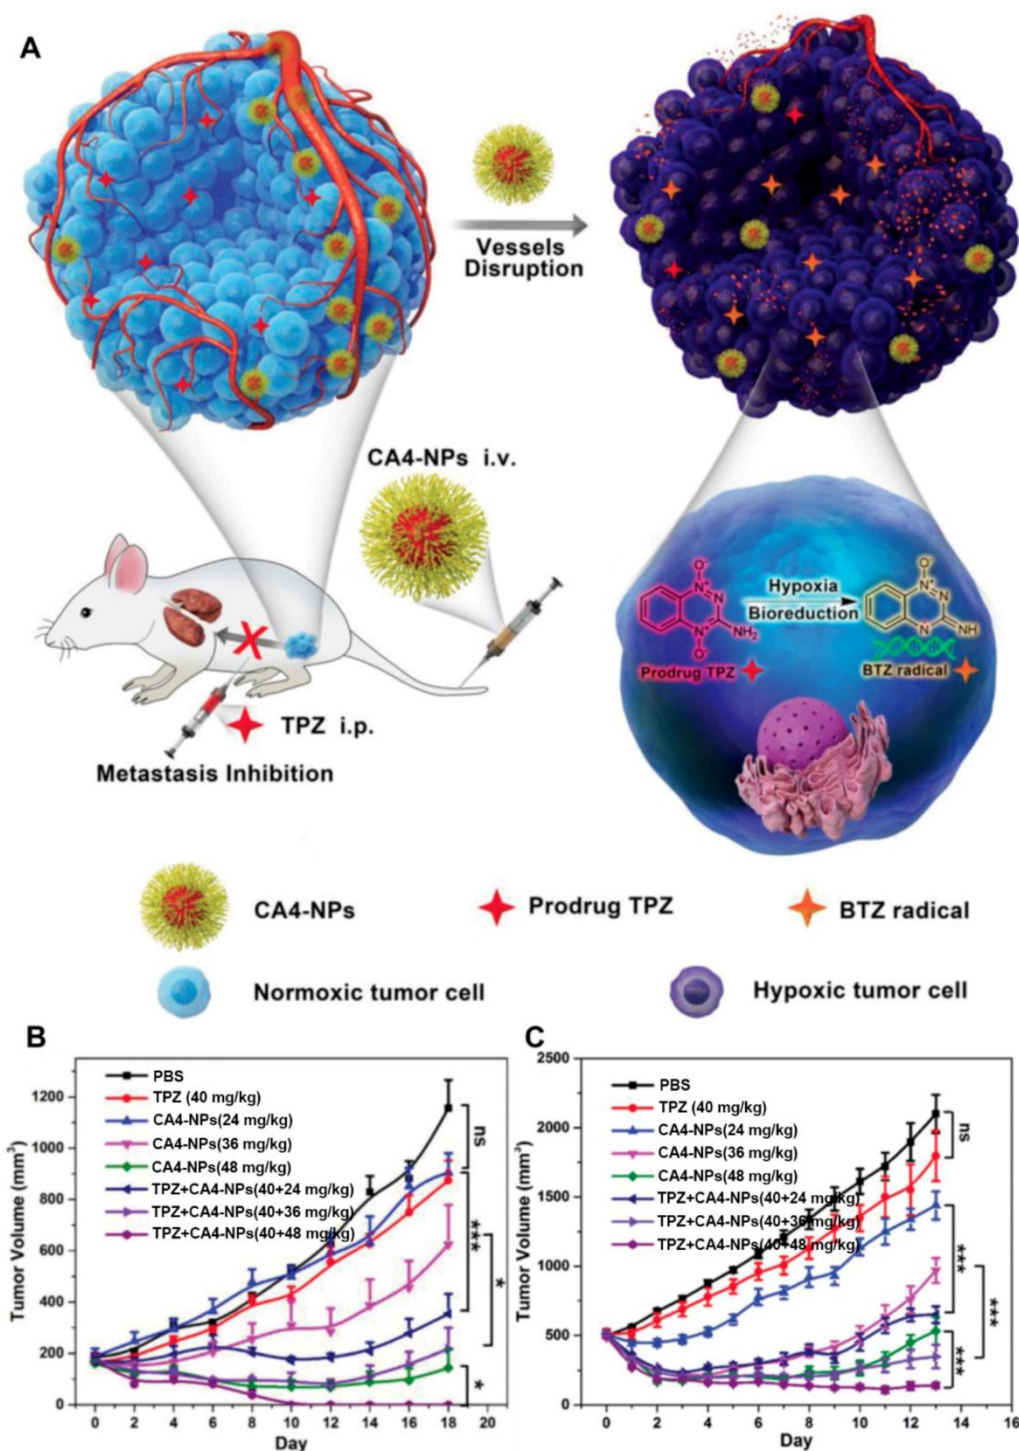 A
Vessels
Disruption
CA4-NPs i.v.
TPZ i.p.
Metastasis Inhibition
O⁻
N⁺
N
N⁺
NH₂
O⁻
Prodrug TPZ
Hypoxia
Bioreduction
O⁻
N⁺
N
N
NH
BTZ radical
CA4-NPs
Prodrug TPZ
BTZ radical
Normoxic tumor cell
Hypoxic tumor cell
B
Tumor Volume (mm³)
1200
1000
800
600
400
200
0
PBS
TPZ (40 mg/kg)
CA4-NPs(24 mg/kg)
CA4-NPs(36 mg/kg)
CA4-NPs(48 mg/kg)
TPZ+CA4-NPs(40+24 mg/kg)
TPZ+CA4-NPs(40+36 mg/kg)
TPZ+CA4-NPs(40+48 mg/kg)
ns
***
*
*
0 2 4 6 8 10 12 14 16 18 20
Day
C
Tumor Volume (mm³)
2500
2000
1500
1000
500
0
PBS
TPZ (40 mg/kg)
CA4-NPs(24 mg/kg)
CA4-NPs(36 mg/kg)
CA4-NPs(48 mg/kg)
TPZ+CA4-NPs(40+24 mg/kg)
TPZ+CA4-NPs(40+36 mg/kg)
TPZ+CA4-NPs(40+48 mg/kg)
ns
***
***
***
0 2 4 6 8 10 12 14 16
Day